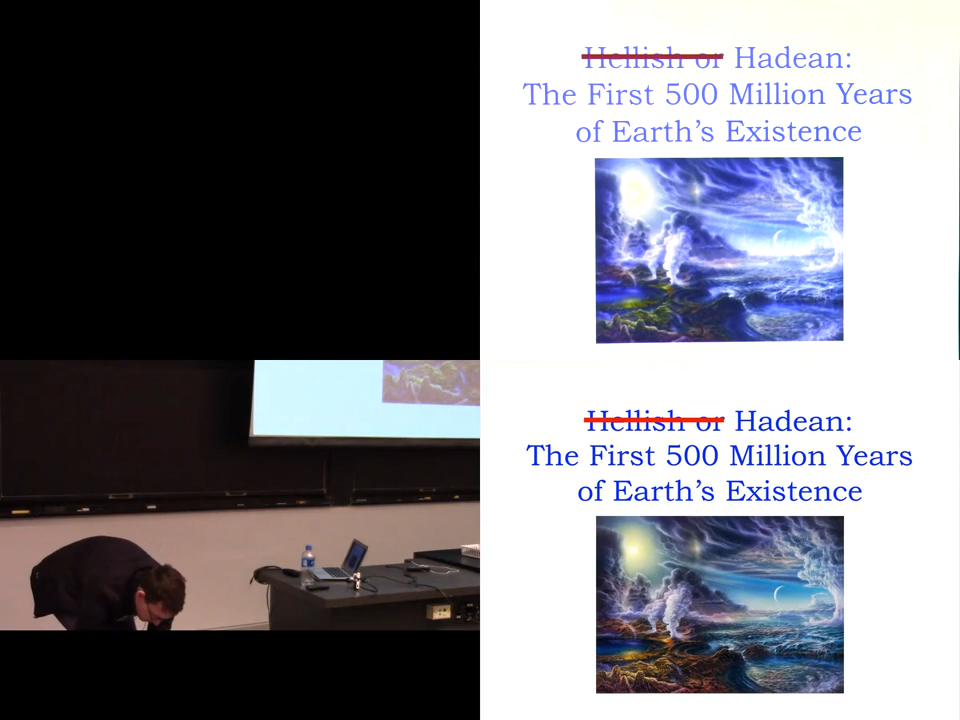 Hellish or Hadean:
The First 500 Million Years
of Earth's Existence
Hellish or Hadean:
The First 500 Million Years
of Earth's Existence